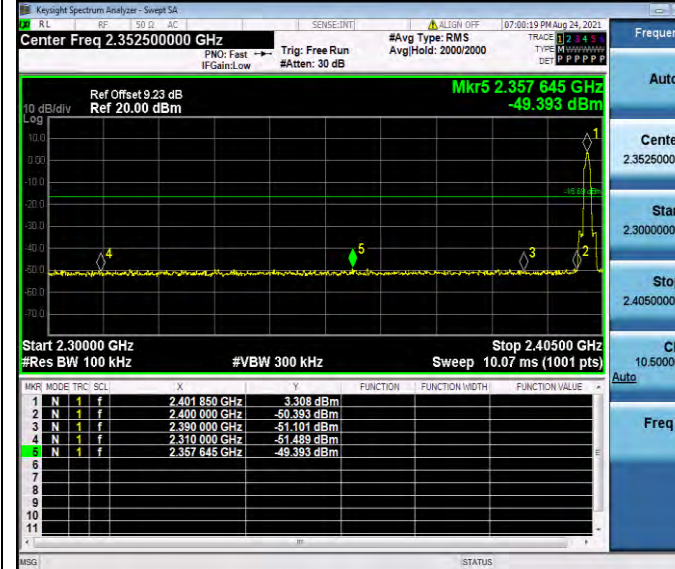 Keysight Spectrum Analyzer - Swept SA
RL RF 50 Ω AC SENSE:INT ALIGN OFF 07:00:19 PM Aug 24, 2021
Center Freq 2.352500000 GHz
PNO: Fast
IFGain:Low
Trig: Free Run
#Atten: 30 dB
#Avg Type: RMS
Avg|Hold: 2000/2000
TRACE 1 2 3 4 5 6
TYPE M
DET P P P P P P
Ref Offset 9.23 dB
Ref 20.00 dBm
10 dB/div
Log
Mkr5 2.357 645 GHz
-49.393 dBm
10.0
0.00
-10.0
-20.0
-30.0
-40.0
-50.0
-60.0
-70.0
1
2
3
4
5
Start 2.30000 GHz
Stop 2.40500 GHz
#Res BW 100 kHz
#VBW 300 kHz
Sweep 10.07 ms (1001 pts)
MKR MODE TRC SCL X Y FUNCTION FUNCTION WIDTH FUNCTION VALUE
1 N 1 f 2.401 850 GHz 3.308 dBm
2 N 1 f 2.400 000 GHz -50.393 dBm
3 N 1 f 2.390 000 GHz -51.101 dBm
4 N 1 f 2.310 000 GHz -51.489 dBm
5 N 1 f 2.357 645 GHz -49.393 dBm
6
7
8
9
10
11
MSG
STATUS
Frequen
Auto
Cente
2.3525000
Star
2.3000000
Sto
2.4050000
C
10.5000
Auto
Freq